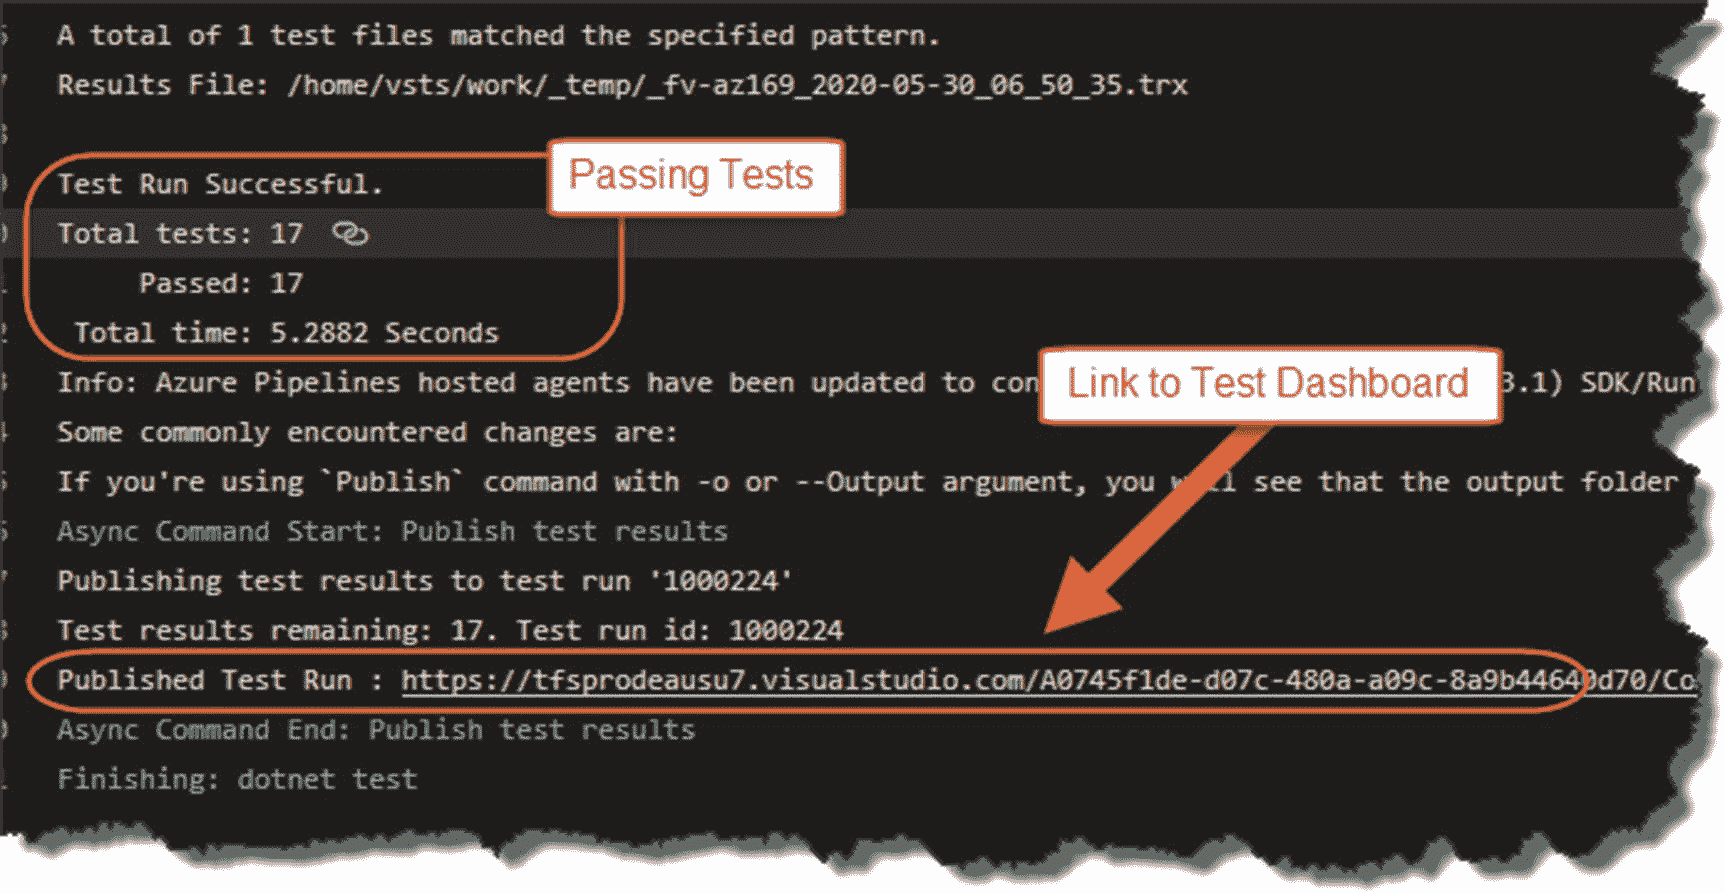 A total of 1 test files matched the specified pattern.
Results File: /home/vsts/work/_temp/_fv-az169_2020-05-30_06_50_35.trx
Passing Tests
Test Run Successful.
Total tests: 17
Passed: 17
Total time: 5.2882 Seconds
Link to Test Dashboard
Info: Azure Pipelines hosted agents have been updated to con 3.1) SDK/Run
Some commonly encountered changes are:
If you're using `Publish` command with -o or --Output argument, you will see that the output folder
Async Command Start: Publish test results
Publishing test results to test run '1000224'
Test results remaining: 17. Test run id: 1000224
Published Test Run : https://tfsprodeausu7.visualstudio.com/A0745f1de-d07c-480a-a09c-8a9b44640d70/Co
Async Command End: Publish test results
Finishing: dotnet test